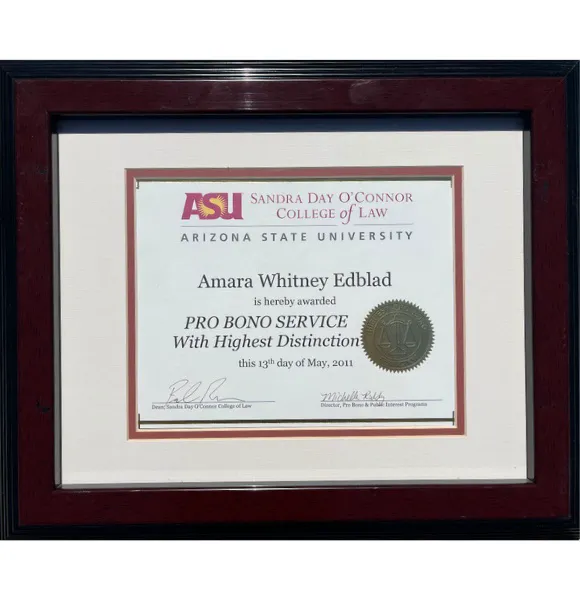 ASU SANDRA DAY O'CONNOR
COLLEGE of LAW
ARIZONA STATE UNIVERSITY
Amara Whitney Edblad
is hereby awarded
PRO BONO SERVICE
With Highest Distinction
this 13th day of May, 2011
Dean, Sandra Day O'Connor College of Law
Director, Pro Bono & Public Interest Programs